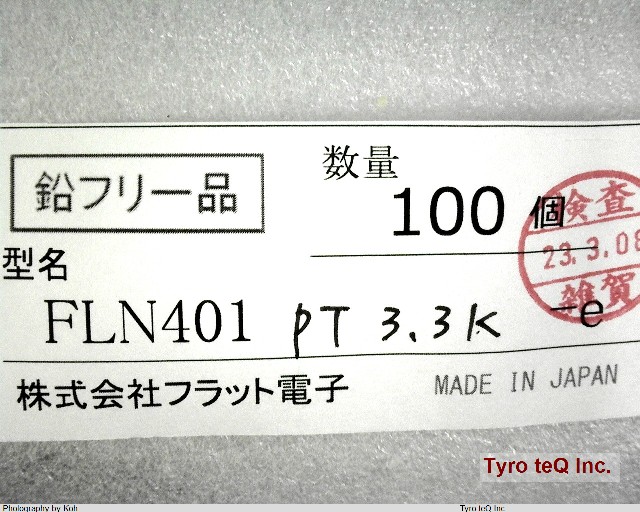 数量
鉛フリー品
100 個
検査
23.3.08
雑賀
型名
FLN401 PT 3.3K -e
株式会社フラット電子
MADE IN JAPAN
Tyro teQ Inc.
Photography by Koh
Tyro teQ Inc